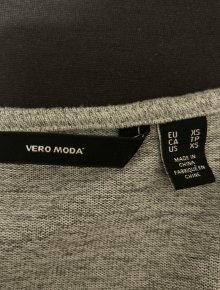 VERO MODA
EU XS
CA TP
US XS
MADE IN
CHINA
FABRIQUÉ EN
CHINE